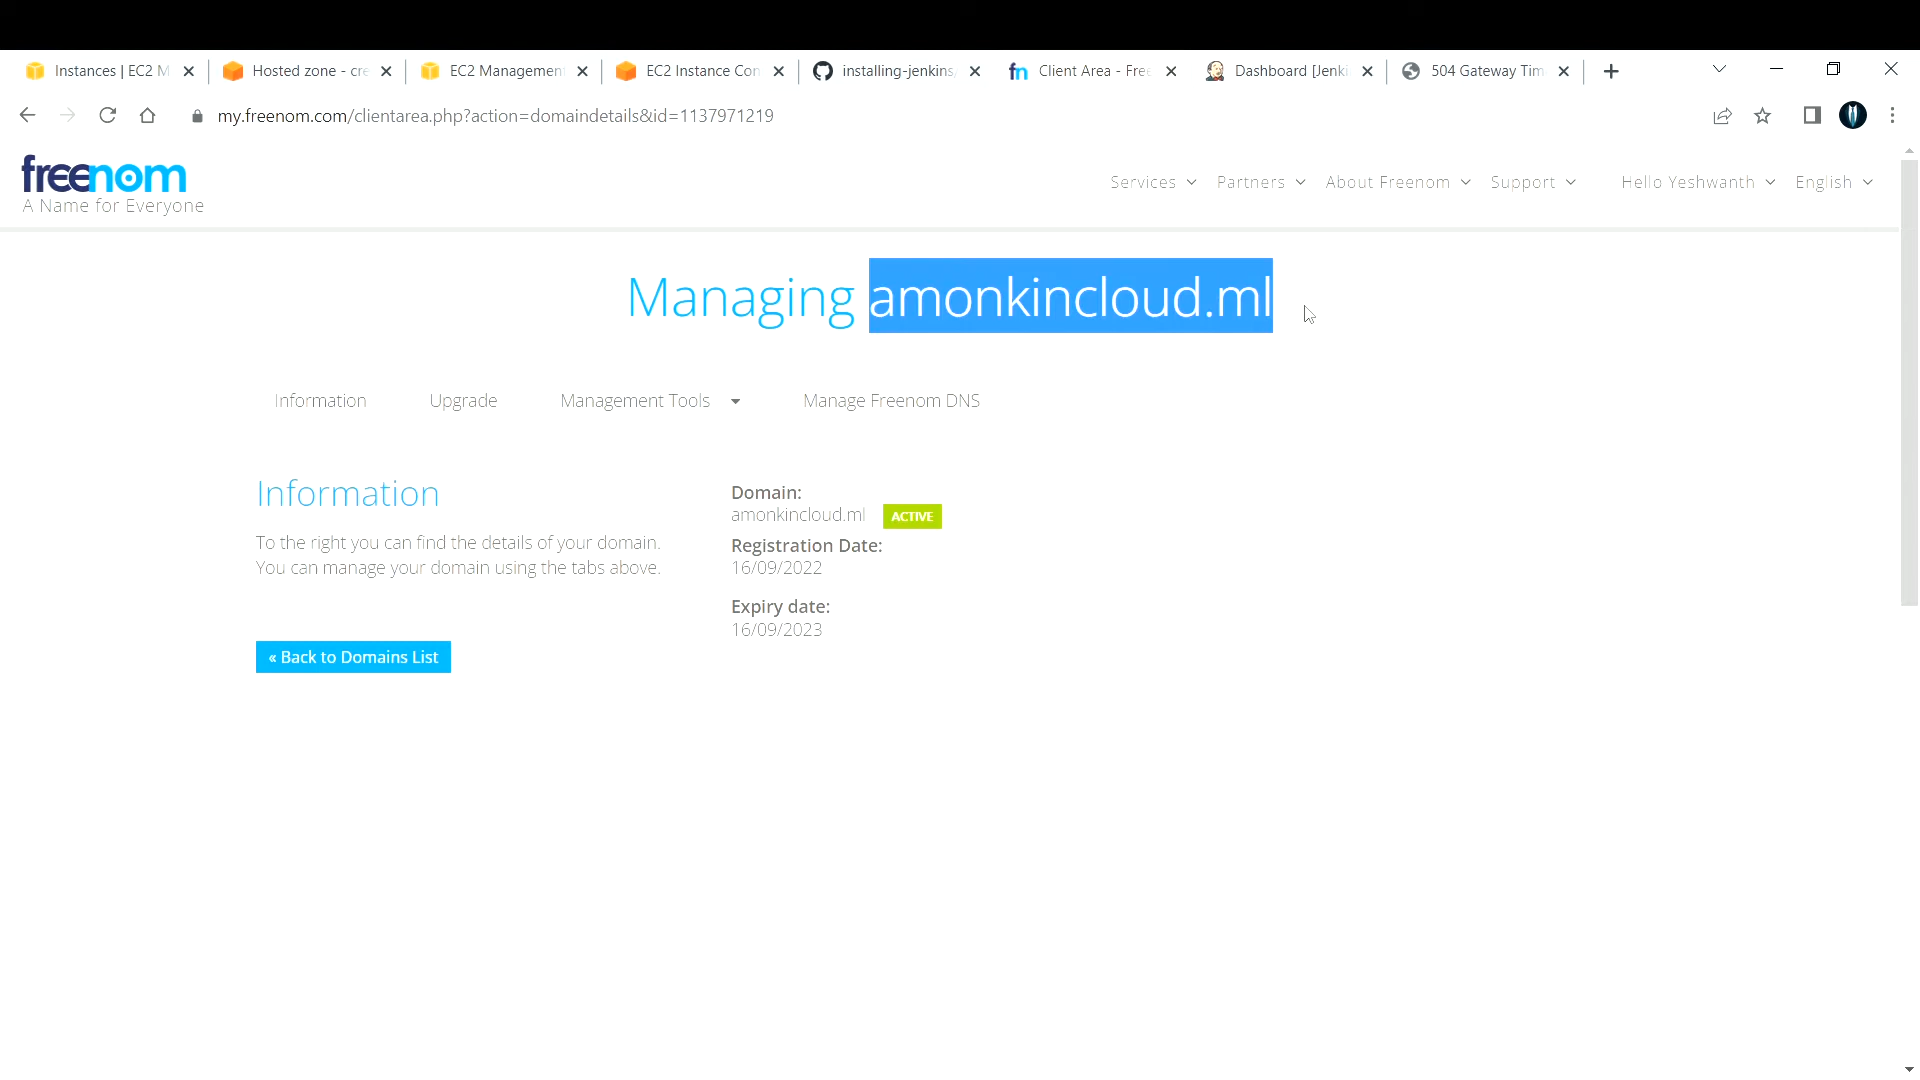 Instances | EC2 M
Hosted zone - cre
EC2 Management
EC2 Instance Con
installing-jenkins
Client Area - Free
Dashboard [Jenki
504 Gateway Tim
my.freenom.com/clientarea.php?action=domaindetails&id=1137971219
freenom
A Name for Everyone
Services
Partners
About Freenom
Support
Hello Yeshwanth
English
Managing amonkincloud.ml
Information
Upgrade
Management Tools
Manage Freenom DNS
Information
To the right you can find the details of your domain.
You can manage your domain using the tabs above.
« Back to Domains List
Domain:
amonkincloud.ml ACTIVE
Registration Date:
16/09/2022
Expiry date:
16/09/2023